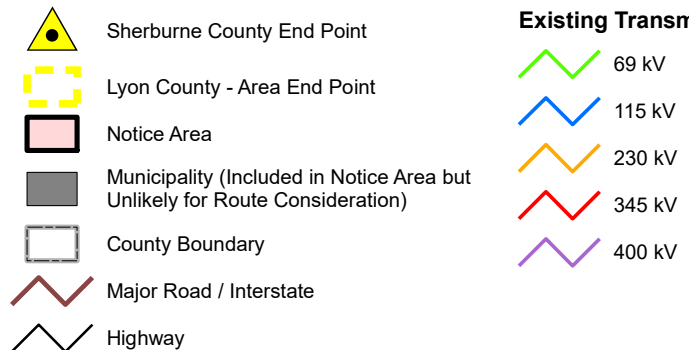 Sherburne County End Point
Lyon County - Area End Point
Notice Area
Municipality (Included in Notice Area but
Unlikely for Route Consideration)
County Boundary
Major Road / Interstate
Highway
Existing Transm
69 kV
115 kV
230 kV
345 kV
400 kV